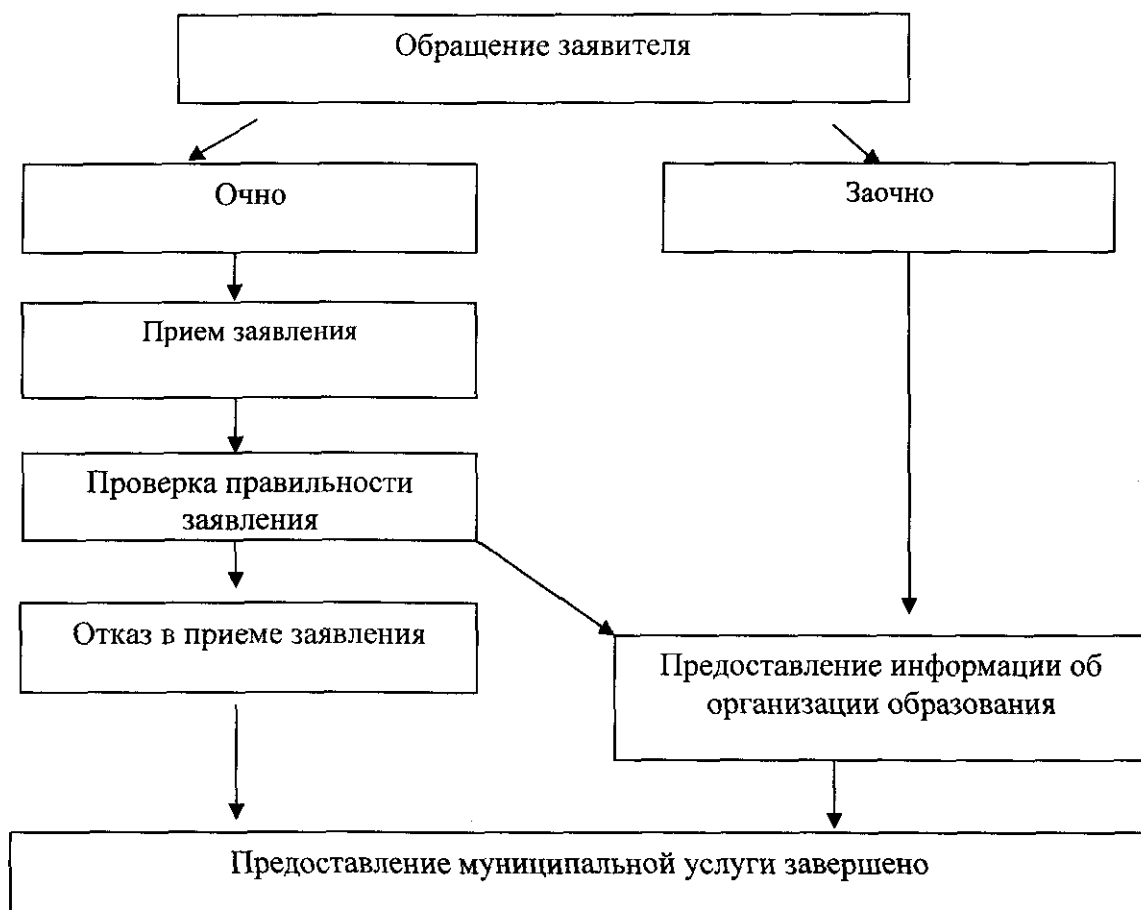 Обращение заявителя
Очно
Заочно
Прием заявления
Проверка правильности
заявления
Отказ в приеме заявления
Предоставление информации об
организации образования
Предоставление муниципальной услуги завершено